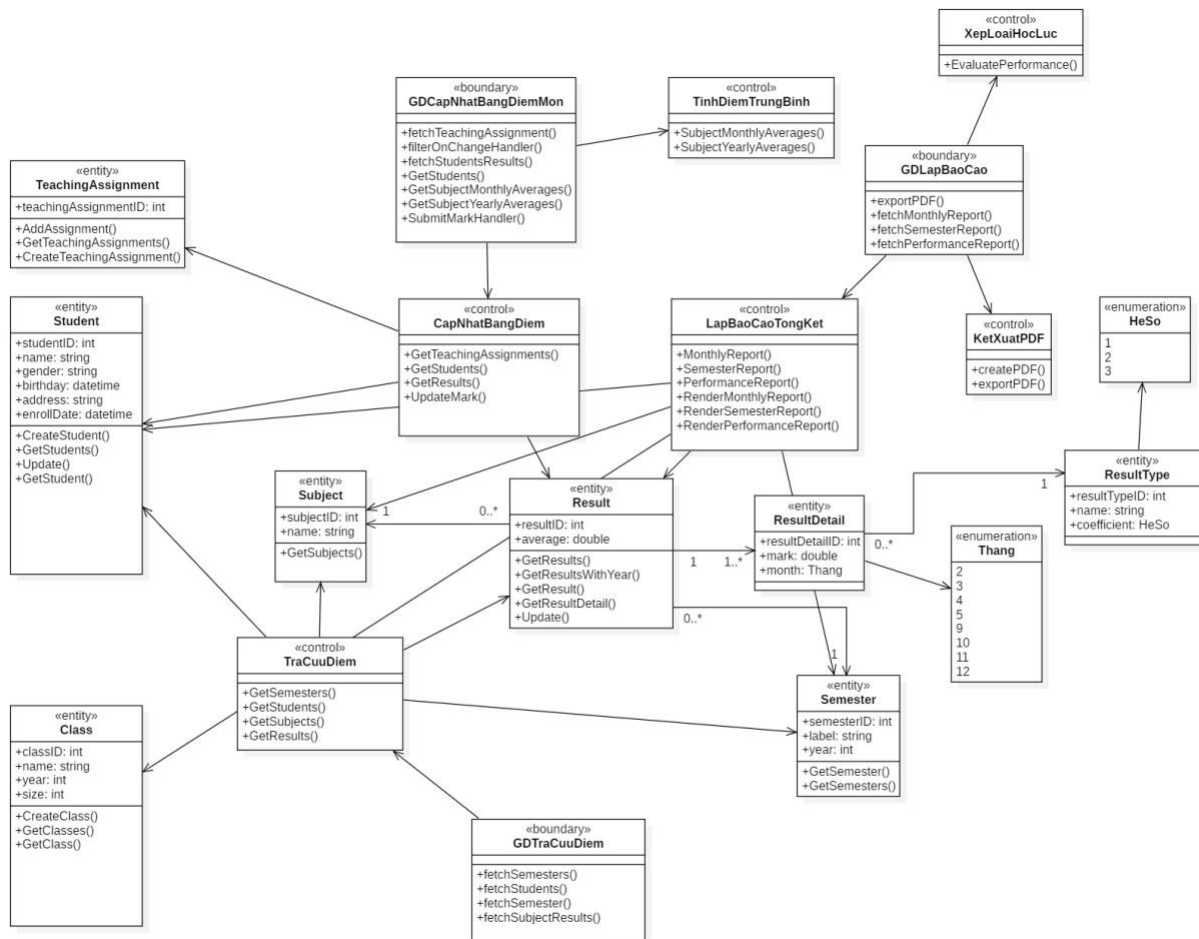 «control»
XepLoaiHocLuc
+EvaluatePerformance()
«boundary»
GDCapNhatBangDiemMon
+fetchTeachingAssignment()
+filterOnChangeHandler()
+fetchStudentsResults()
+GetStudents()
+GetSubjectMonthlyAverages()
+GetSubjectYearlyAverages()
+SubmitMarkHandler()
«control»
TinhDiemTrungBinh
+SubjectMonthlyAverages()
+SubjectYearlyAverages()
«boundary»
GDLapBaoCao
+exportPDF()
+fetchMonthlyReport()
+fetchSemesterReport()
+fetchPerformanceReport()
«entity»
TeachingAssignment
+teachingAssignmentID: int
+AddAssignment()
+GetTeachingAssignments()
+CreateTeachingAssignment()
«entity»
Student
+studentID: int
+name: string
+gender: string
+birthday: datetime
+address: string
+enrollDate: datetime
+CreateStudent()
+GetStudents()
+Update()
+GetStudent()
«control»
CapNhatBangDiem
+GetTeachingAssignments()
+GetStudents()
+GetResults()
+UpdateMark()
«control»
LapBaoCaoTongKet
+MonthlyReport()
+SemesterReport()
+PerformanceReport()
+RenderMonthlyReport()
+RenderSemesterReport()
+RenderPerformanceReport()
«control»
KetXuatPDF
+createPDF()
+exportPDF()
«enumeration»
HeSo
1
2
3
«entity»
Subject
+subjectID: int
+name: string
+GetSubjects()
1
0..*
«entity»
Result
+resultID: int
+average: double
+GetResults()
+GetResultsWithYear()
+GetResult()
+GetResultDetail()
+Update()
1
1..*
0..*
1
«entity»
ResultDetail
+resultDetailID: int
+mark: double
+month: Thang
0..*
1
«entity»
ResultType
+resultTypeID: int
+name: string
+coefficient: HeSo
«enumeration»
Thang
2
3
4
5
9
10
11
12
«control»
TraCuuDiem
+GetSemesters()
+GetStudents()
+GetSubjects()
+GetResults()
«entity»
Semester
+semesterID: int
+label: string
+year: int
+GetSemester()
+GetSemesters()
«entity»
Class
+classID: int
+name: string
+year: int
+size: int
+CreateClass()
+GetClasses()
+GetClass()
«boundary»
GDTraCuuDiem
+fetchSemesters()
+fetchStudents()
+fetchSemester()
+fetchSubjectResults()